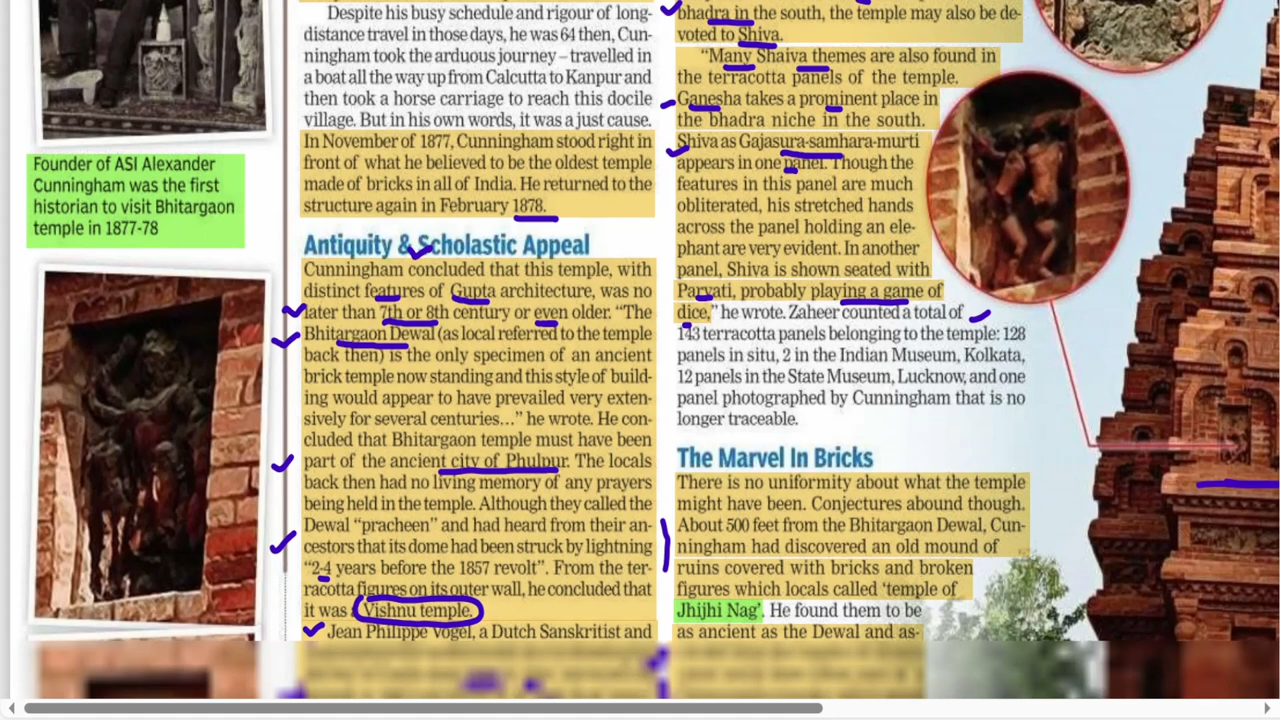 Founder of ASI Alexander
Cunningham was the first
historian to visit Bhitargaon
temple in 1877-78
Despite his busy schedule and rigour of long-
distance travel in those days, he was 64 then, Cun-
ningham took the arduous journey – travelled in
a boat all the way up from Calcutta to Kanpur and
then took a horse carriage to reach this docile
village. But in his own words, it was a just cause.
In November of 1877, Cunningham stood right in
front of what he believed to be the oldest temple
made of bricks in all of India. He returned to the
structure again in February 1878.
Antiquity & Scholastic Appeal
Cunningham concluded that this temple, with
distinct features of Gupta architecture, was no
later than 7th or 8th century or even older. “The
Bhitargaon Dewal (as local referred to the temple
back then) is the only specimen of an ancient
brick temple now standing and this style of build-
ing would appear to have prevailed very exten-
sively for several centuries...” he wrote. He con-
cluded that Bhitargaon temple must have been
part of the ancient city of Phulpur. The locals
back then had no living memory of any prayers
being held in the temple. Although they called the
Dewal “pracheen” and had heard from their an-
cestors that its dome had been struck by lightning
“2-4 years before the 1857 revolt”. From the ter-
racotta figures on its outer wall, he concluded that
it was a Vishnu temple.
Jean Philippe Vogel, a Dutch Sanskritist and
bhadra in the south, the temple may also be de-
voted to Shiva.
“Many Shaiva themes are also found in
the terracotta panels of the temple.
Ganesha takes a prominent place in
the bhadra niche in the south.
Shiva as Gajasura-samhara-murti
appears in one panel. Though the
features in this panel are much
obliterated, his stretched hands
across the panel holding an ele-
phant are very evident. In another
panel, Shiva is shown seated with
Parvati, probably playing a game of
dice,” he wrote. Zaheer counted a total of
143 terracotta panels belonging to the temple: 128
panels in situ, 2 in the Indian Museum, Kolkata,
12 panels in the State Museum, Lucknow, and one
panel photographed by Cunningham that is no
longer traceable.
The Marvel In Bricks
There is no uniformity about what the temple
might have been. Conjectures abound though.
About 500 feet from the Bhitargaon Dewal, Cun-
ningham had discovered an old mound of
ruins covered with bricks and broken
figures which locals called ‘temple of
Jhijhi Nag’. He found them to be
as ancient as the Dewal and as-